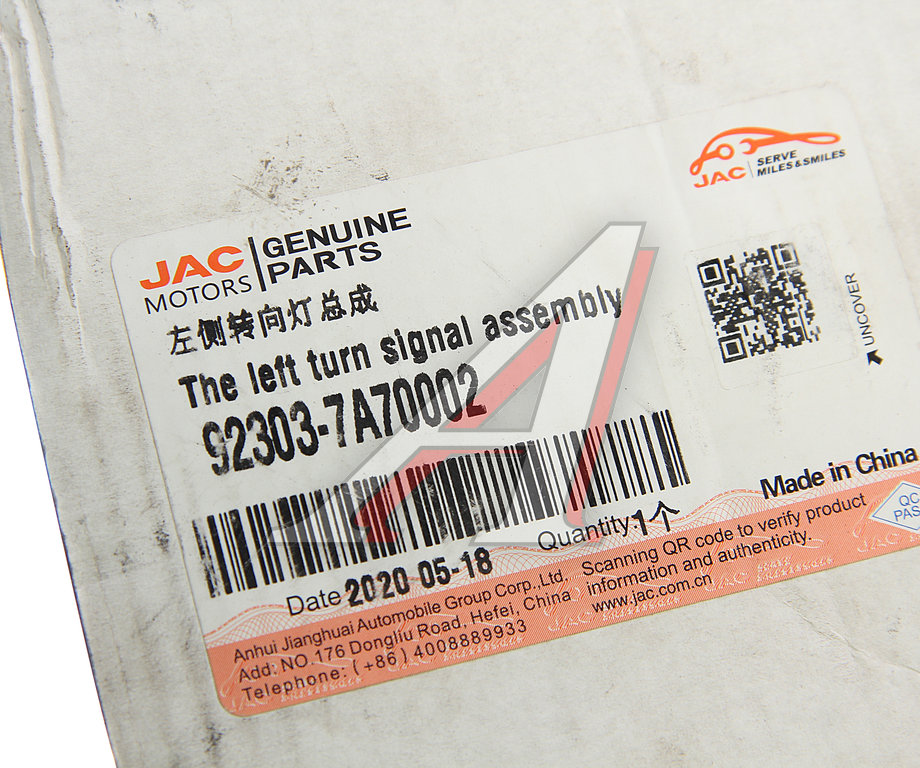 JAC
SERVE
MILES&SMILES
JAC
MOTORS
GENUINE
PARTS
左侧转向灯总成
The left turn signal assembly
92303-7A70002
UNCOVER
Made in China
QC
PAS
Quantity:1个
Date 2020 05-18
Scanning QR code to verify product
information and authenticity.
www.jac.com.cn
Anhui Jianghuai Automobile Group Corp.,Ltd.
Add: NO.176 Dongliu Road, Hefei, China
Telephone: (+86) 4008889933